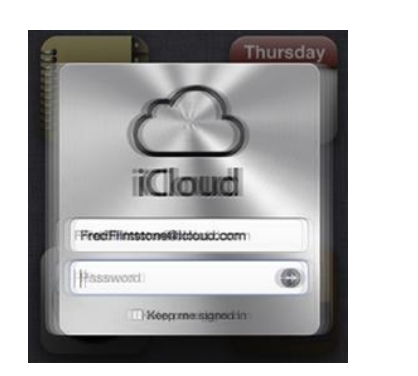 Thursday
iCloud
FredFlintstone@icloud.com
Password
Keep me signed in